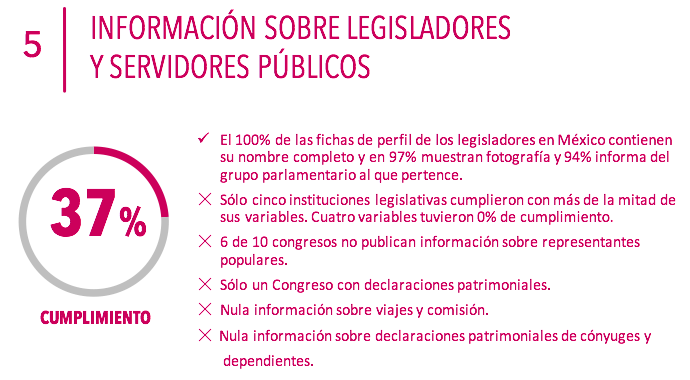 5
INFORMACIÓN SOBRE LEGISLADORES
Y SERVIDORES PÚBLICOS
37%
CUMPLIMIENTO
✓ El 100% de las fichas de perfil de los legisladores en México contienen
su nombre completo y en 97% muestran fotografía y 94% informa del
grupo parlamentario al que pertence.
✕ Sólo cinco instituciones legislativas cumplieron con más de la mitad de
sus variables. Cuatro variables tuvieron 0% de cumplimiento.
✕ 6 de 10 congresos no publican información sobre representantes
populares.
✕ Sólo un Congreso con declaraciones patrimoniales.
✕ Nula información sobre viajes y comisión.
✕ Nula información sobre declaraciones patrimoniales de cónyuges y
dependientes.